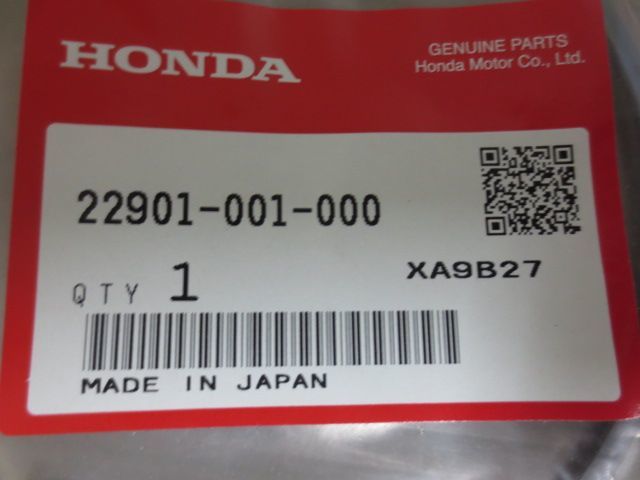 HONDA
GENUINE PARTS
Honda Motor Co., Ltd.
22901-001-000
XA9B27
QTY 1
MADE IN JAPAN